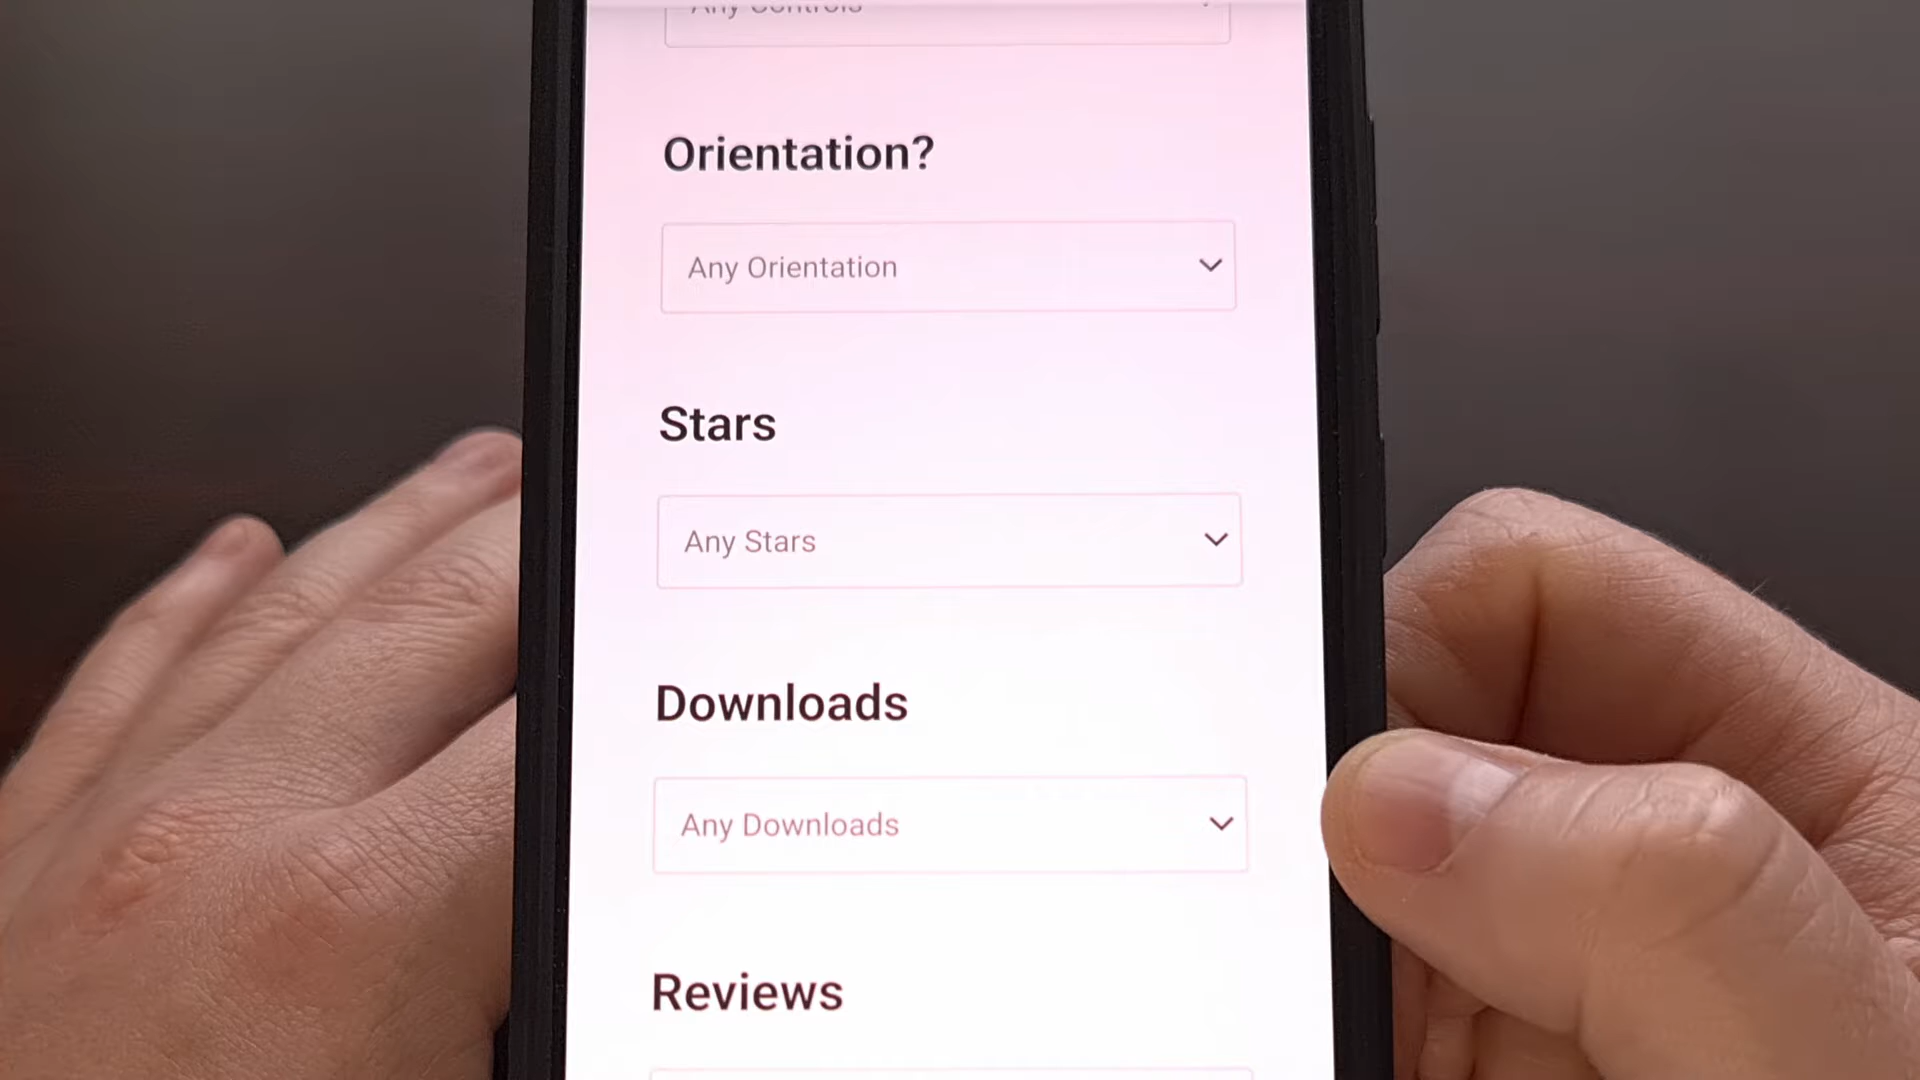 Any Controls
Orientation?
Any Orientation
Stars
Any Stars
Downloads
Any Downloads
Reviews